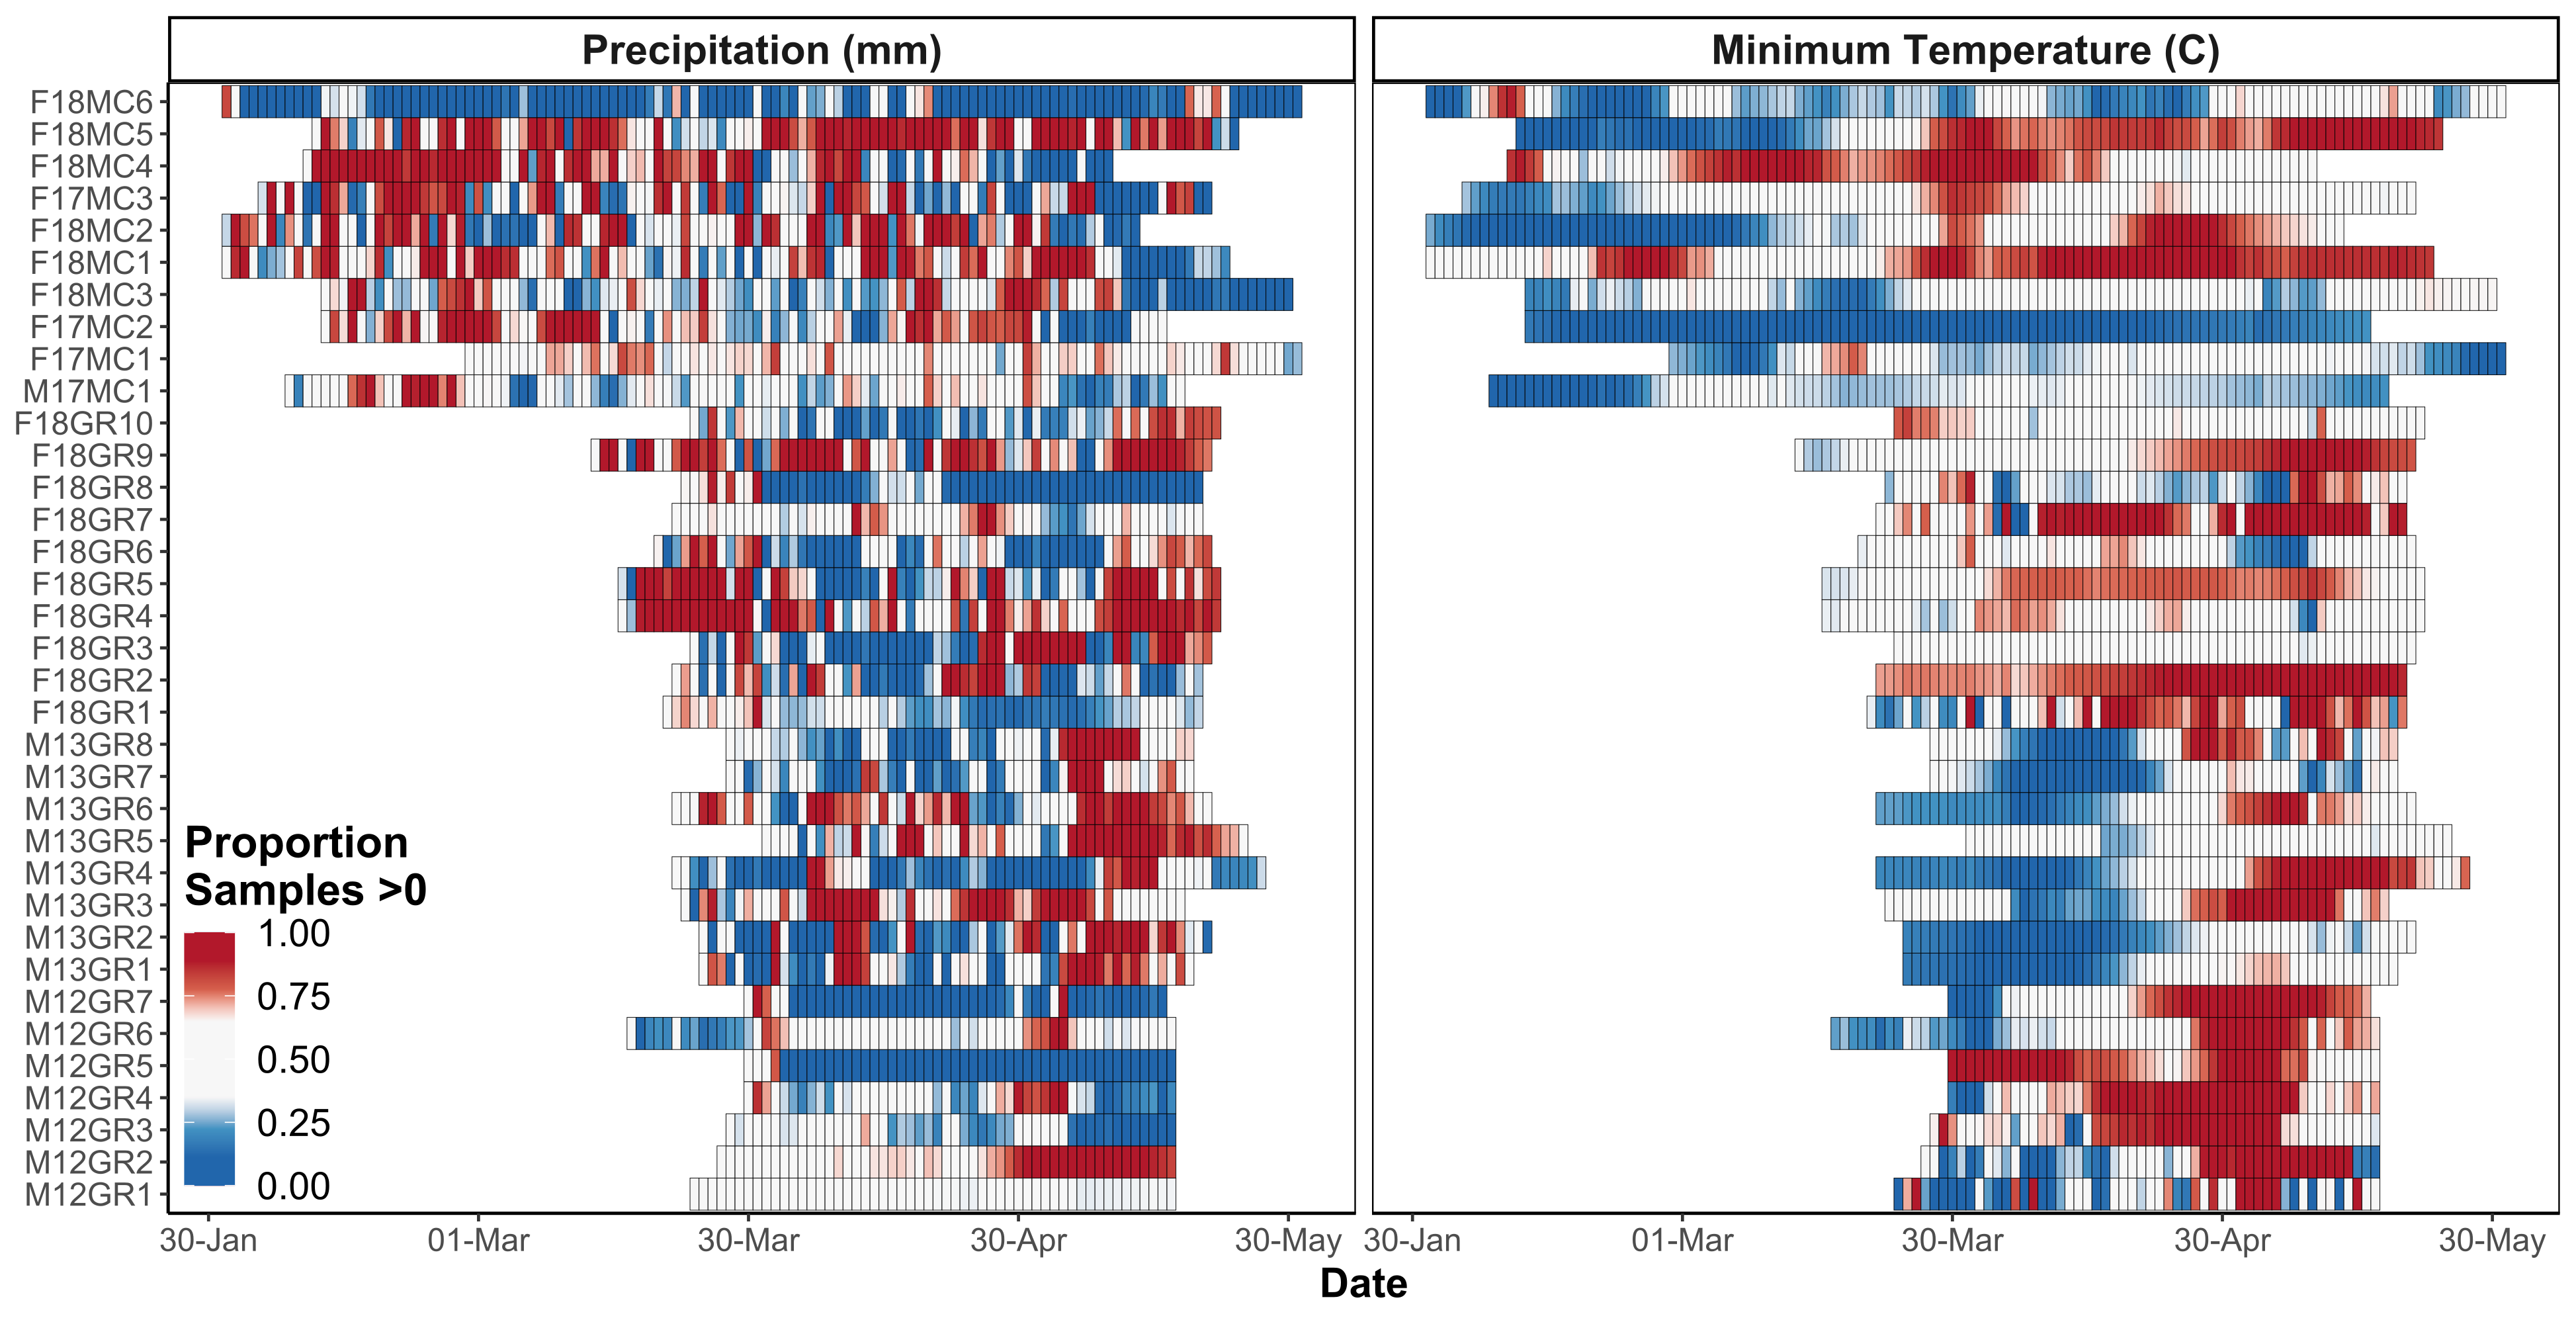 Precipitation (mm)
Minimum Temperature (C)
F18MC6
F18MC5
F18MC4
F17MC3
F18MC2
F18MC1
F18MC3
F17MC2
F17MC1
M17MC1
F18GR10
F18GR9
F18GR8
F18GR7
F18GR6
F18GR5
F18GR4
F18GR3
F18GR2
F18GR1
M13GR8
M13GR7
M13GR6
M13GR5
M13GR4
M13GR3
M13GR2
M13GR1
M12GR7
M12GR6
M12GR5
M12GR4
M12GR3
M12GR2
M12GR1
Proportion
Samples >0
1.00
0.75
0.50
0.25
0.00
30-Jan 01-Mar 30-Mar 30-Apr 30-May
30-Jan 01-Mar 30-Mar 30-Apr 30-May
Date